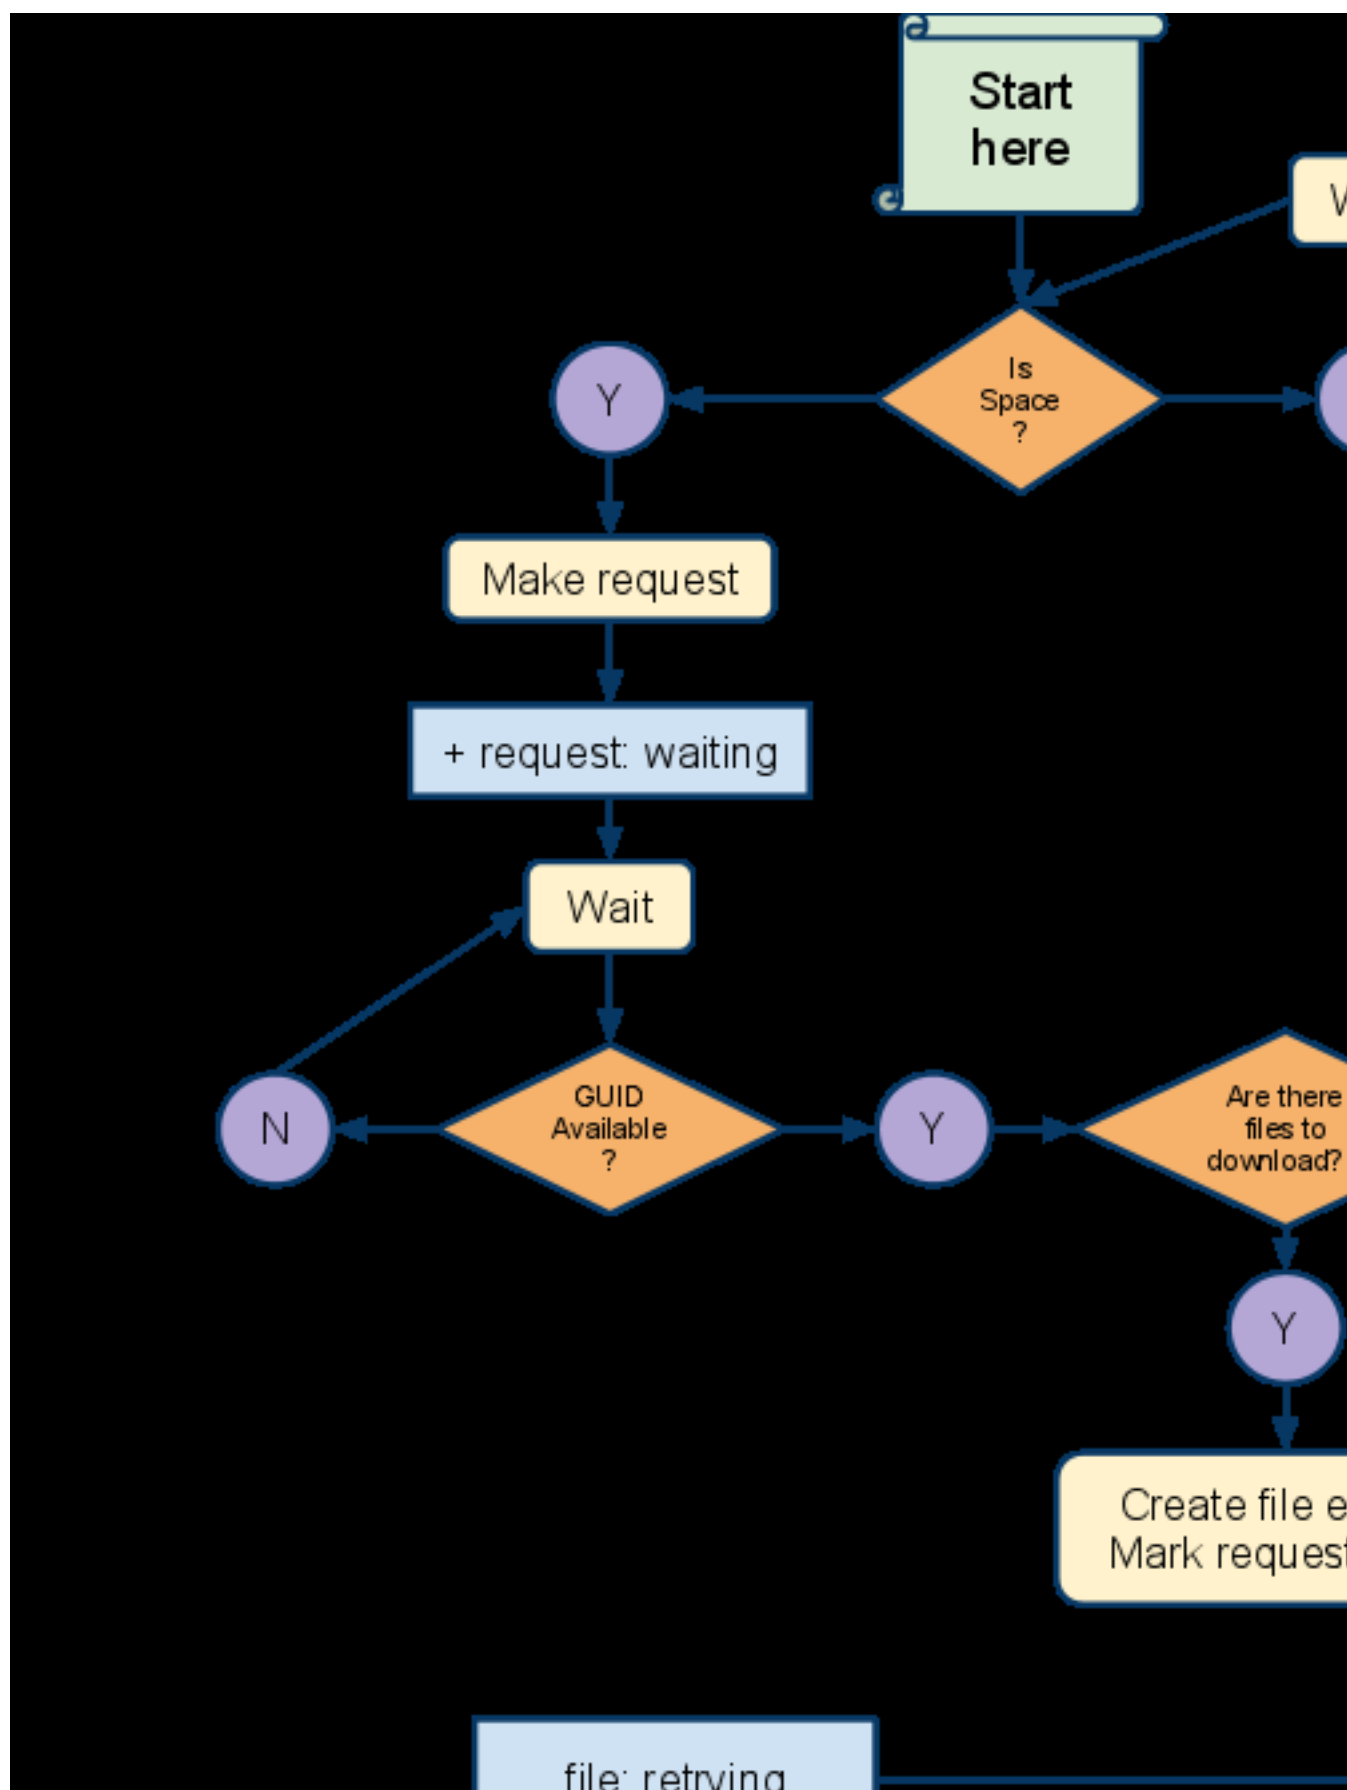 Start
here
Is
Space
?
Y
Make request
+ request: waiting
Wait
GUID
Available
?
N
Y
Are there
files to
download?
Y
Create file
Mark request
file: retrying